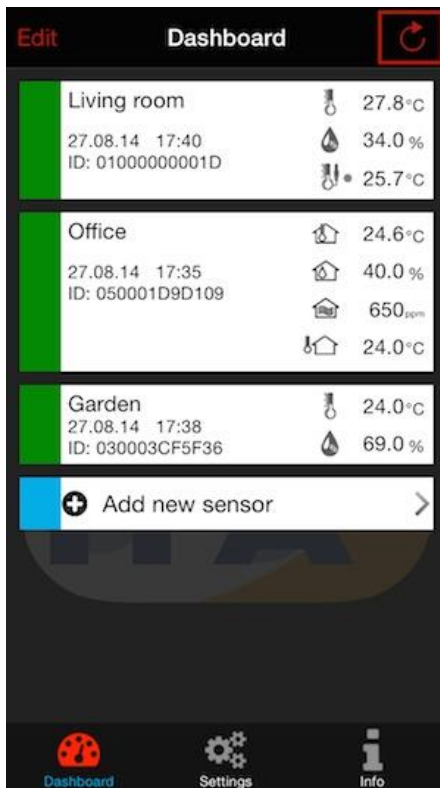 Edit Dashboard
Living room 27.8°C
27.08.14 17:40 34.0 %
ID: 01000000001D
25.7°C
Office 24.6°C
27.08.14 17:35 40.0 %
ID: 050001D9D109
650 ppm
24.0°C
Garden 24.0°C
27.08.14 17:38
ID: 030003CF5F36 69.0 %
Add new sensor
Dashboard Settings Info